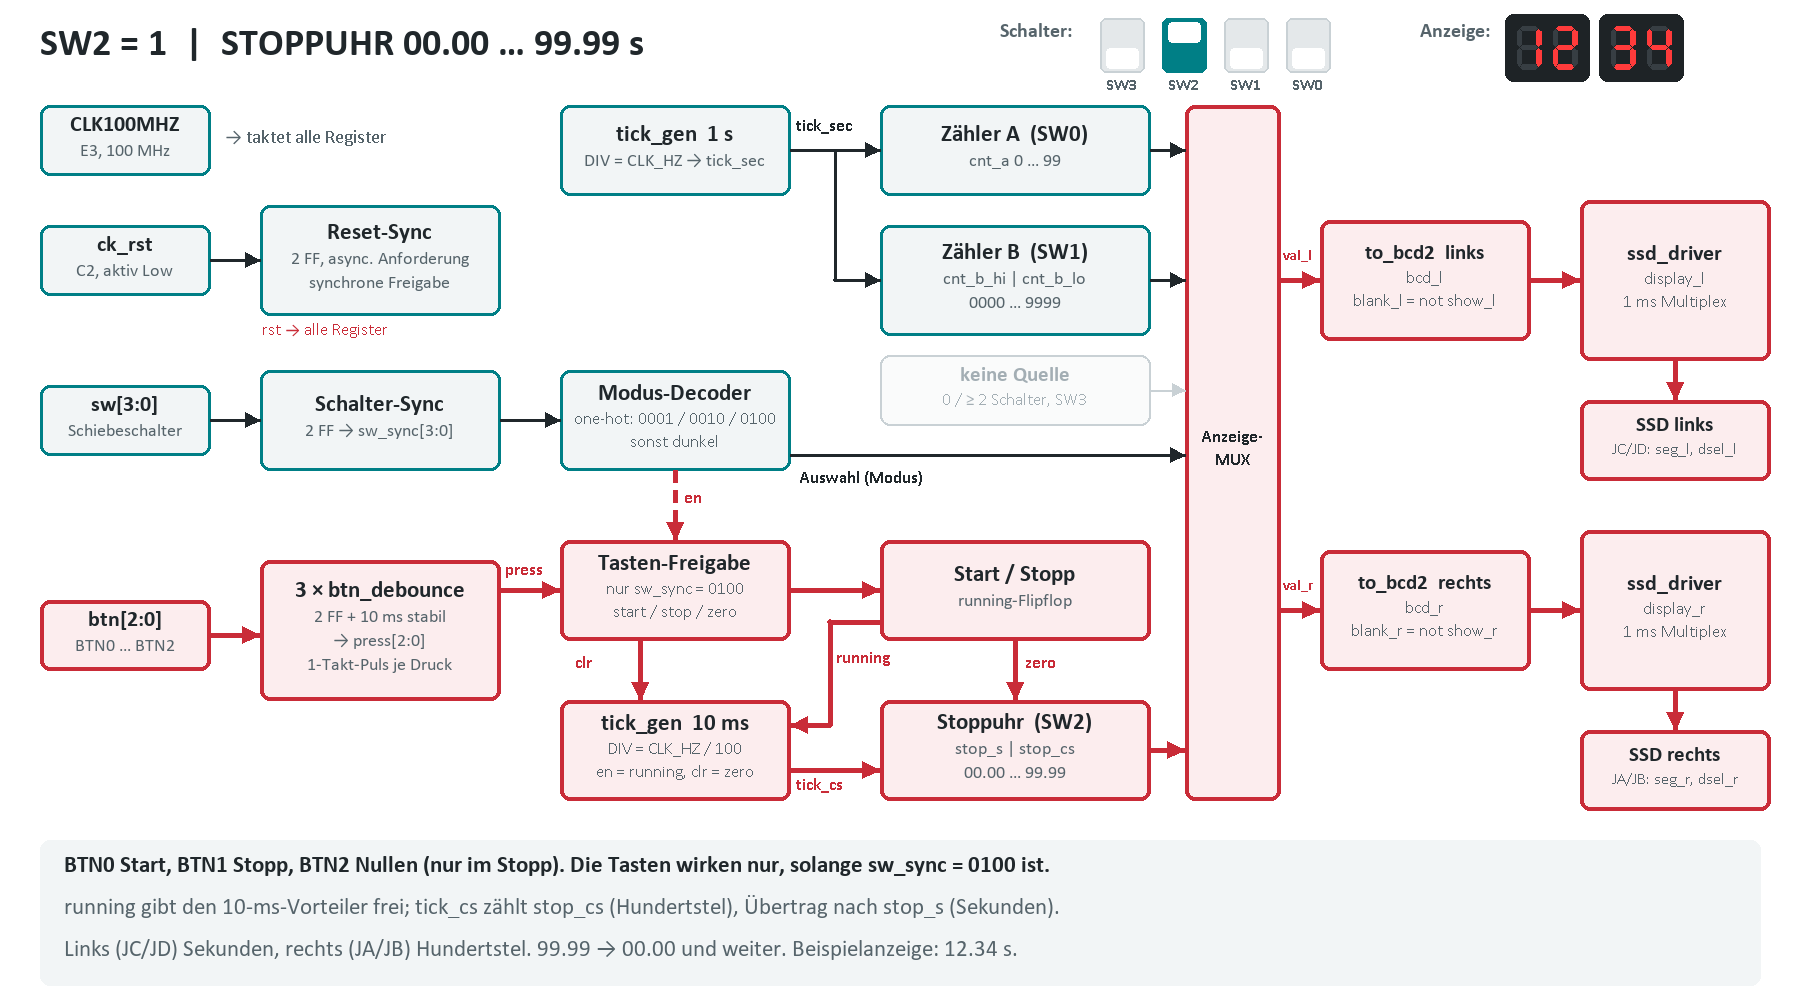 SW2 = 1 | STOPPUHR 00.00 ... 99.99 s
Schalter:
SW3
SW2
SW1
SW0
Anzeige:
12 34
CLK100MHZ
E3, 100 MHz
→ taktet alle Register
tick_gen 1 s
DIV = CLK_HZ → tick_sec
tick_sec
Zähler A (SW0)
cnt_a 0 ... 99
ck_rst
C2, aktiv Low
Reset-Sync
2 FF, async. Anforderung
synchrone Freigabe
rst → alle Register
Zähler B (SW1)
cnt_b_hi | cnt_b_lo
0000 ... 9999
val_l
to_bcd2 links
bcd_l
blank_l = not show_l
ssd_driver
display_l
1 ms Multiplex
keine Quelle
0 / ≥ 2 Schalter, SW3
sw[3:0]
Schiebeschalter
Schalter-Sync
2 FF → sw_sync[3:0]
Modus-Decoder
one-hot: 0001 / 0010 / 0100
sonst dunkel
Auswahl (Modus)
Anzeige-
MUX
SSD links
JC/JD: seg_l, dsel_l
en
btn[2:0]
BTN0 ... BTN2
3 × btn_debounce
2 FF + 10 ms stabil
→ press[2:0]
1-Takt-Puls je Druck
press
Tasten-Freigabe
nur sw_sync = 0100
start / stop / zero
Start / Stopp
running-Flipflop
val_r
to_bcd2 rechts
bcd_r
blank_r = not show_r
ssd_driver
display_r
1 ms Multiplex
clr
running
zero
tick_gen 10 ms
DIV = CLK_HZ / 100
en = running, clr = zero
tick_cs
Stoppuhr (SW2)
stop_s | stop_cs
00.00 ... 99.99
SSD rechts
JA/JB: seg_r, dsel_r
BTN0 Start, BTN1 Stopp, BTN2 Nullen (nur im Stopp). Die Tasten wirken nur, solange sw_sync = 0100 ist.
running gibt den 10-ms-Vorteiler frei; tick_cs zählt stop_cs (Hundertstel), Übertrag nach stop_s (Sekunden).
Links (JC/JD) Sekunden, rechts (JA/JB) Hundertstel. 99.99 → 00.00 und weiter. Beispielanzeige: 12.34 s.